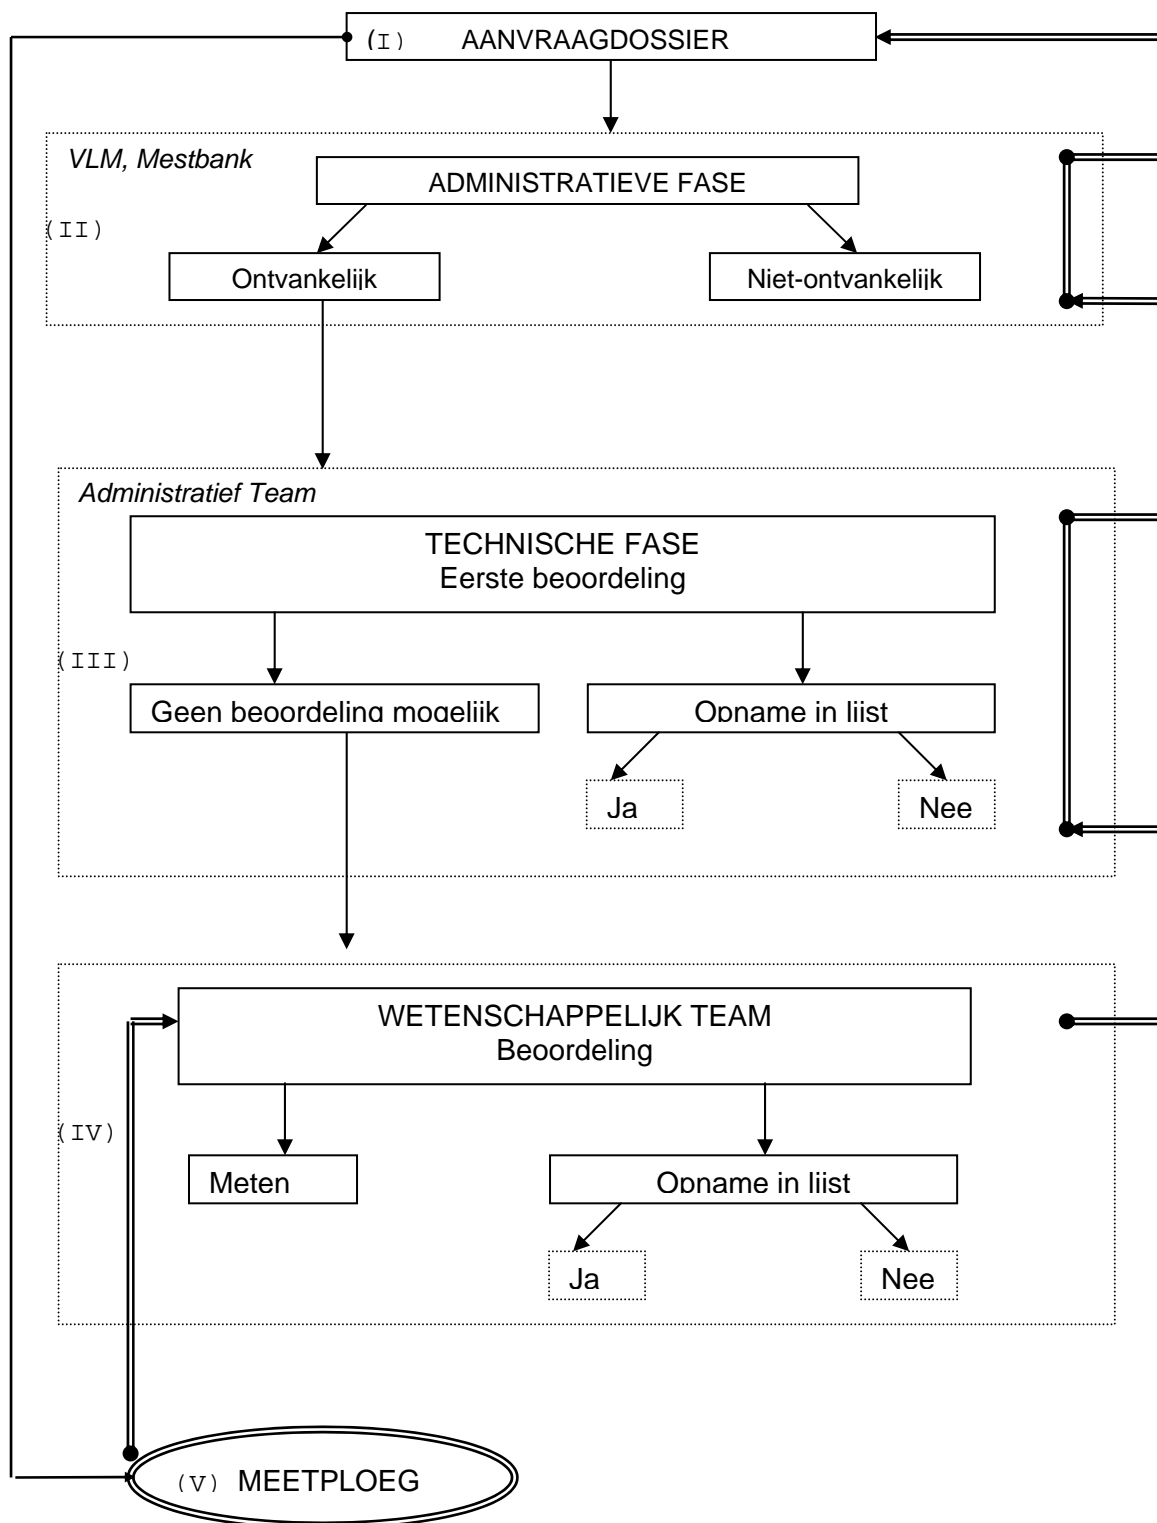 (I) AANVRAAGDOSSIER
VLM, Mestbank
ADMINISTRATIEVE FASE
(II)
Ontvankelijk
Niet-ontvankelijk
Administratief Team
TECHNISCHE FASE
Eerste beoordeling
(III)
Geen beoordeling mogelijk
Opname in lijst
Ja
Nee
WETENSCHAPPELIJK TEAM
Beoordeling
(IV)
Meten
Opname in lijst
Ja
Nee
(V) MEETPLOEG